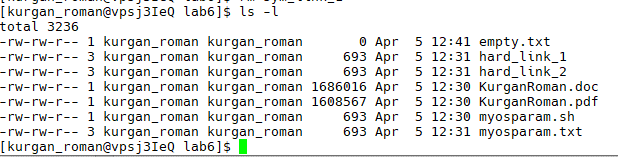 [kurgan_roman@vpsj3IeQ lab6]$ ls -l
total 3236
-rw-rw-r-- 1 kurgan_roman kurgan_roman       0 Apr  5 12:41 empty.txt
-rw-rw-r-- 3 kurgan_roman kurgan_roman     693 Apr  5 12:31 hard_link_1
-rw-rw-r-- 3 kurgan_roman kurgan_roman     693 Apr  5 12:31 hard_link_2
-rw-rw-r-- 1 kurgan_roman kurgan_roman 1686016 Apr  5 12:30 KurganRoman.doc
-rw-rw-r-- 1 kurgan_roman kurgan_roman 1608567 Apr  5 12:30 KurganRoman.pdf
-rw-rw-r-- 1 kurgan_roman kurgan_roman     693 Apr  5 12:30 myosparam.sh
-rw-rw-r-- 3 kurgan_roman kurgan_roman     693 Apr  5 12:31 myosparam.txt
[kurgan_roman@vpsj3IeQ lab6]$